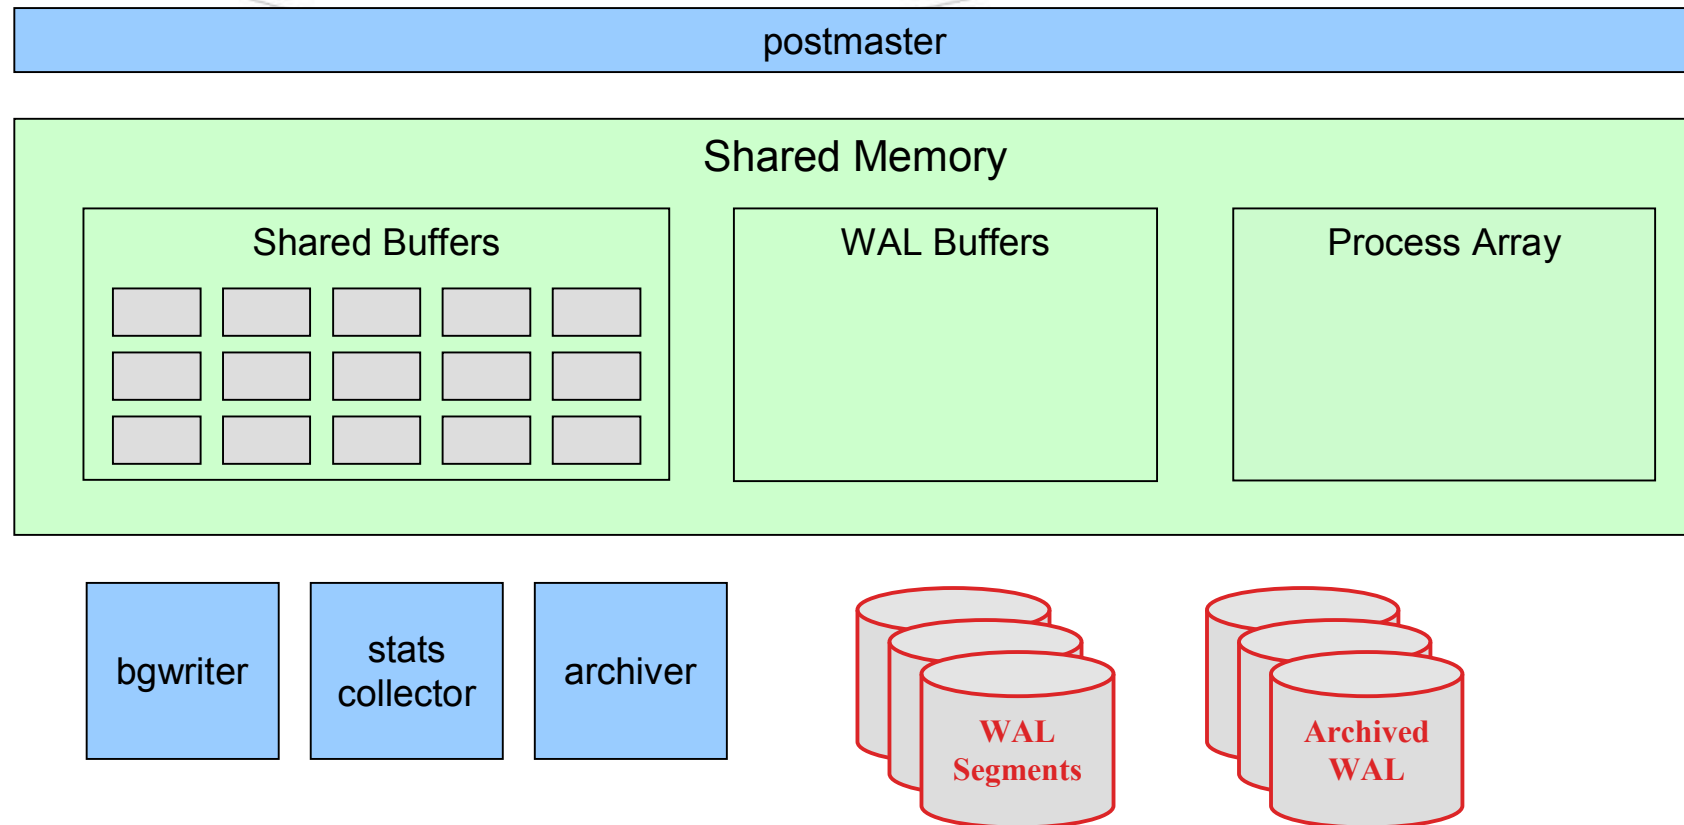 postmaster
Shared Memory
Shared Buffers
WAL Buffers
Process Array
bgwriter
stats
collector
archiver
WAL
Segments
Archived
WAL